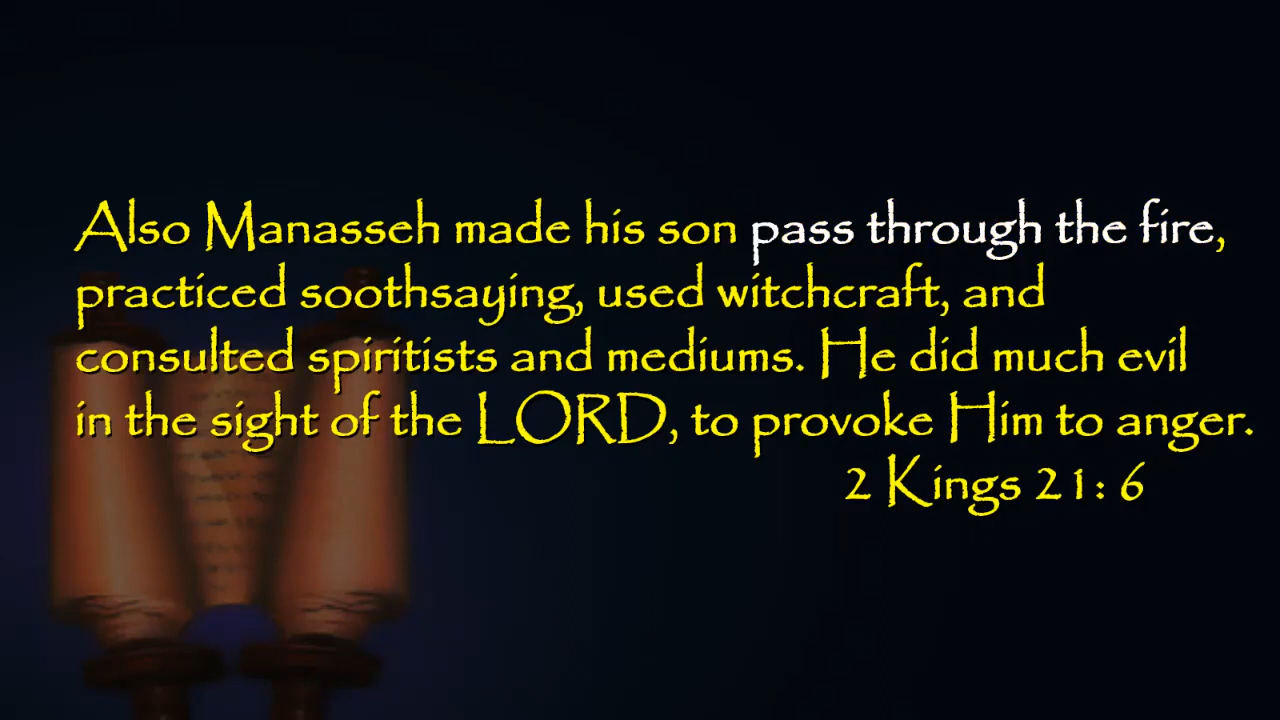 Also Manasseh made his son pass through the fire,
practiced soothsaying, used witchcraft, and
consulted spiritists and mediums. He did much evil
in the sight of the LORD, to provoke Him to anger.
2 Kings 21: 6